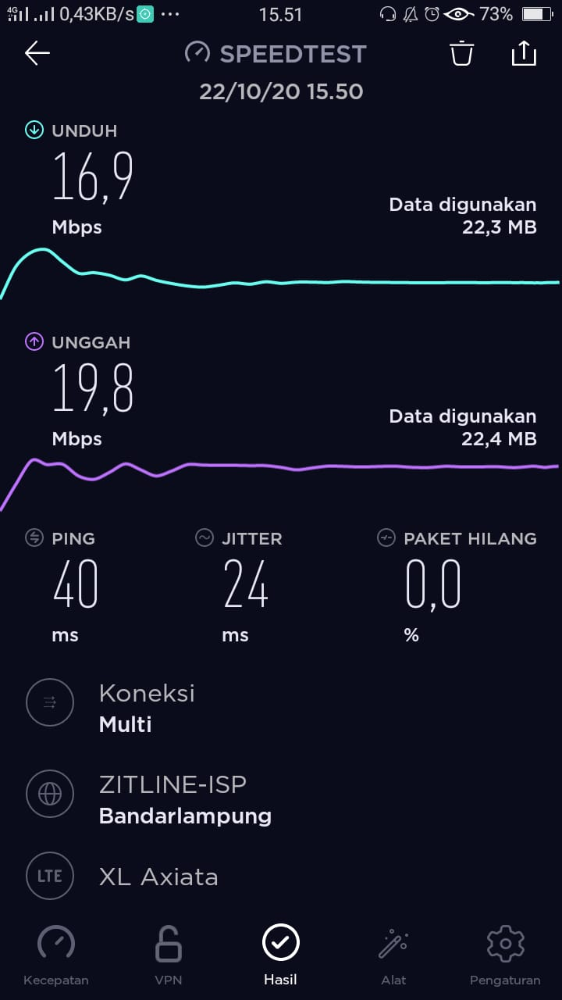 4G 0,43KB/s ... 15.51 73%
SPEEDTEST
22/10/20 15.50
UNDUH
16,9
Mbps
Data digunakan
22,3 MB
UNGGAH
19,8
Mbps
Data digunakan
22,4 MB
PING JITTER PAKET HILANG
40 24 0,0
ms ms %
Koneksi
Multi
ZITLINE-ISP
Bandarlampung
LTE XL Axiata
Kecepatan VPN Hasil Alat Pengaturan